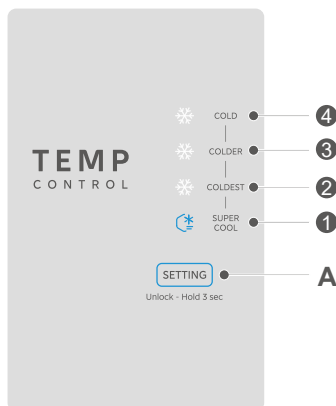 COLD
4
COLDER
3
TEMP
CONTROL
COLDEST
2
SUPER
COOL
1
SETTING
A
Unlock - Hold 3 sec